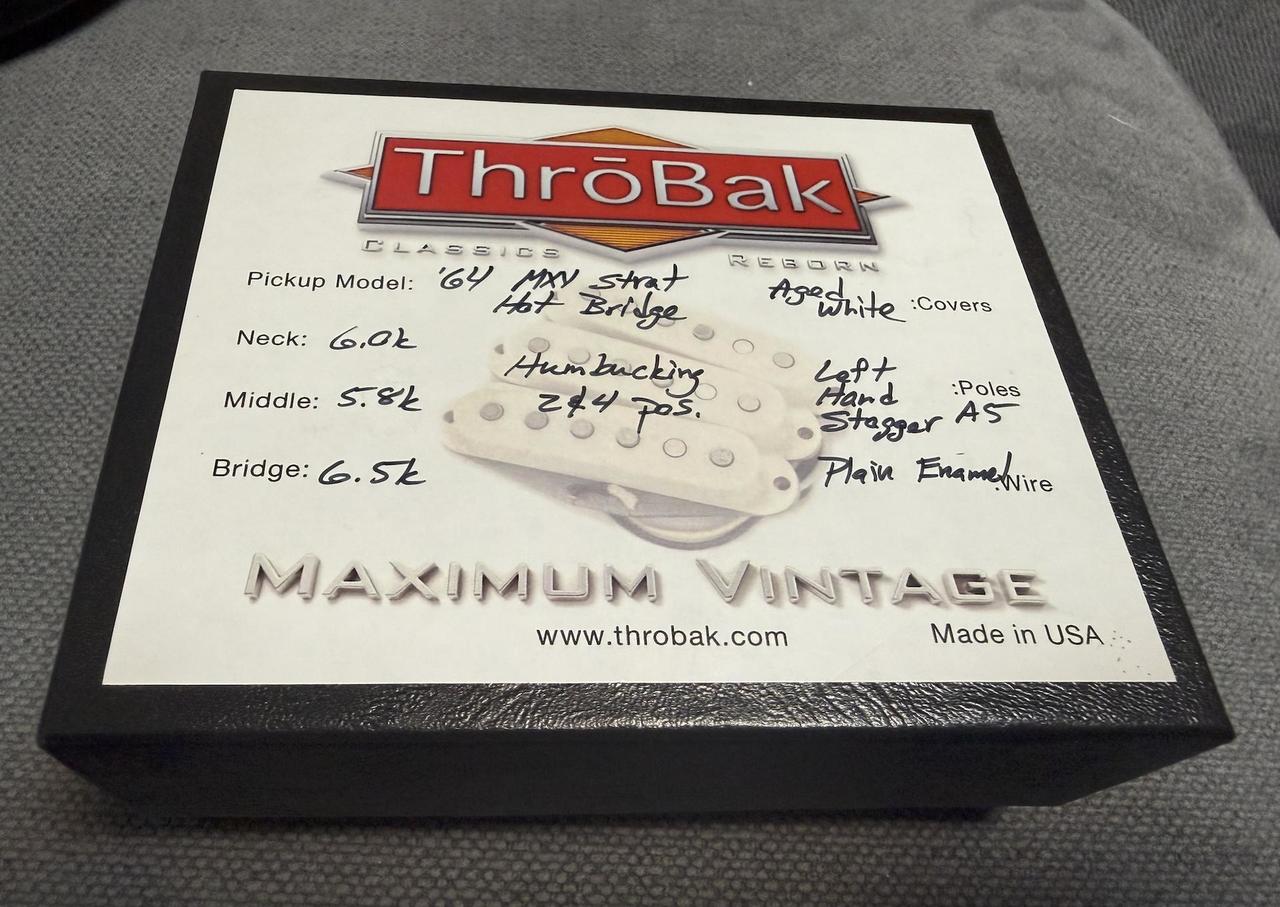 ThrōBak
CLASSICS REBORN
Pickup Model: '64 MXV Strat
Hot Bridge
Aged
White :Covers
Neck: 6.0k
Humbucking
2&4 pos.
Left
Hand :Poles
Stagger A5
Middle: 5.8k
Bridge: 6.5k
Plain Enamel :Wire
MAXIMUM VINTAGE
www.throbak.com
Made in USA